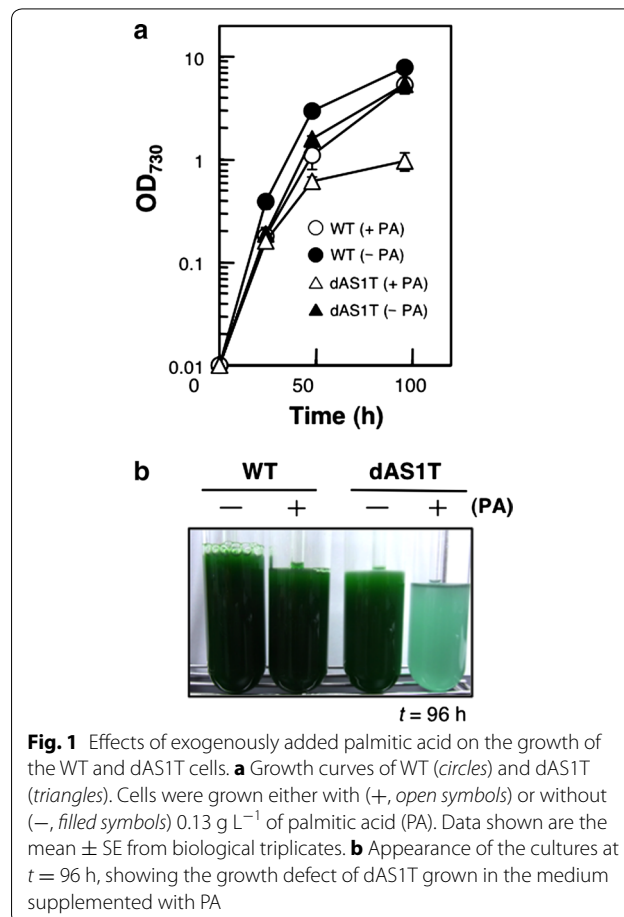 a
10
1
0.1
0.01
OD730
WT (+ PA)
WT (− PA)
dAS1T (+ PA)
dAS1T (− PA)
0
50
100
Time (h)
b
WT dAS1T
− + − + (PA)
t = 96 h
Fig. 1 Effects of exogenously added palmitic acid on the growth of
the WT and dAS1T cells. a Growth curves of WT (circles) and dAS1T
(triangles). Cells were grown either with (+, open symbols) or without
(−, filled symbols) 0.13 g L⁻¹ of palmitic acid (PA). Data shown are the
mean ± SE from biological triplicates. b Appearance of the cultures at
t = 96 h, showing the growth defect of dAS1T grown in the medium
supplemented with PA